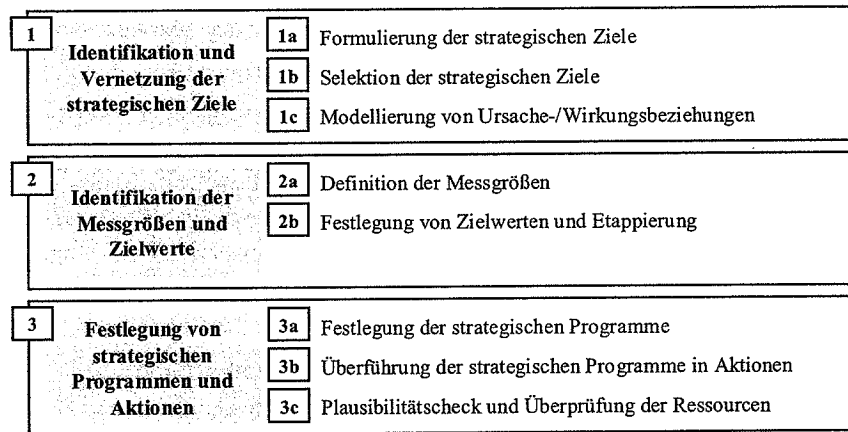 1
Identifikation und
Vernetzung der
strategischen Ziele
1a Formulierung der strategischen Ziele
1b Selektion der strategischen Ziele
1c Modellierung von Ursache-/Wirkungsbeziehungen
2
Identifikation der
Messgrößen und
Zielwerte
2a Definition der Messgrößen
2b Festlegung von Zielwerten und Etappierung
3
Festlegung von
strategischen
Programmen und
Aktionen
3a Festlegung der strategischen Programme
3b Überführung der strategischen Programme in Aktionen
3c Plausibilitätscheck und Überprüfung der Ressourcen